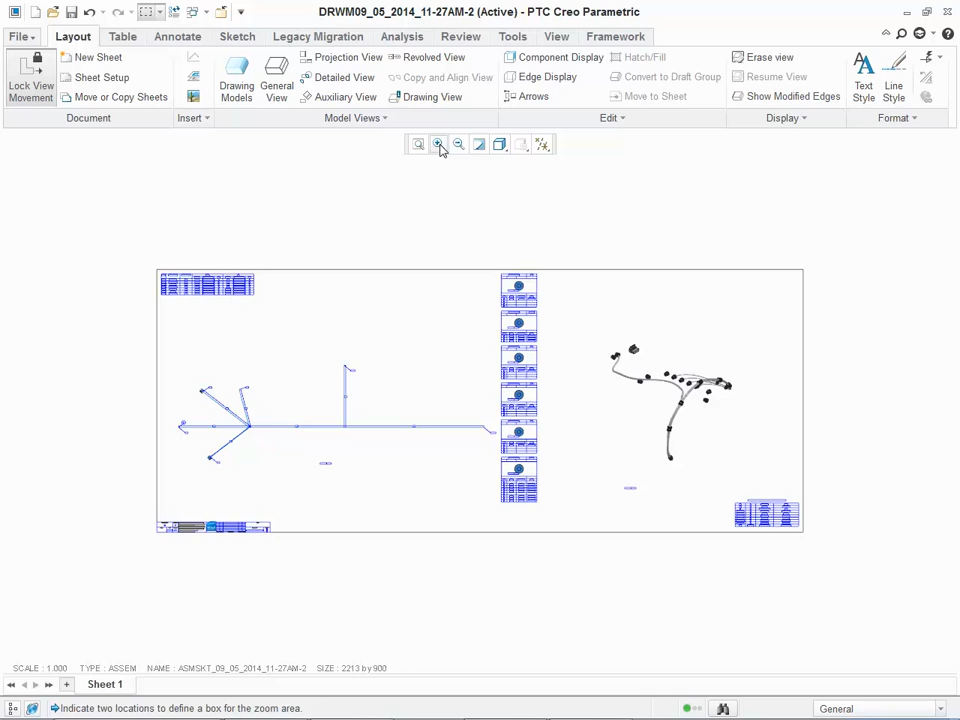 DRWM09_05_2014_11-27AM-2 (Active) - PTC Creo Parametric
File Layout Table Annotate Sketch Legacy Migration Analysis Review Tools View Framework
Lock View Movement
New Sheet
Sheet Setup
Move or Copy Sheets
Document
Insert
Drawing Models
General View
Projection View
Detailed View
Auxiliary View
Revolved View
Copy and Align View
Drawing View
Model Views
Component Display
Edge Display
Arrows
Hatch/Fill
Convert to Draft Group
Move to Sheet
Edit
Erase view
Resume View
Show Modified Edges
Display
Text Style
Line Style
Format
SCALE : 1.000 TYPE : ASSEM NAME : ASMSKT_09_05_2014_11-27AM-2 SIZE : 2213 by 900
Sheet 1
Indicate two locations to define a box for the zoom area.
General